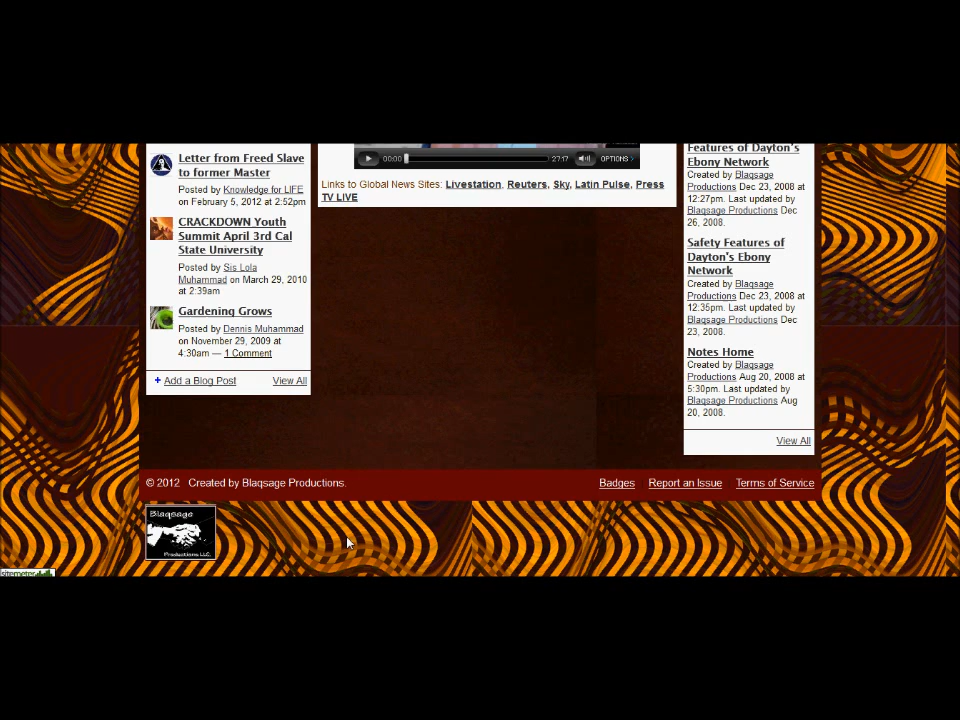 Letter from Freed Slave
to former Master
Posted by Knowledge for LIFE
on February 5, 2012 at 2:52pm
CRACKDOWN Youth
Summit April 3rd Cal
State University
Posted by Sis Lola
Muhammad on March 29, 2010
at 2:39am
Gardening Grows
Posted by Dennis Muhammad
on November 29, 2009 at
4:30am — 1 Comment
+ Add a Blog Post View All
00:00 27:17 OPTIONS
Links to Global News Sites: Livestation, Reuters, Sky, Latin Pulse, Press
TV LIVE
Features of Dayton's
Ebony Network
Created by Blaqsage
Productions Dec 23, 2008 at
12:27pm. Last updated by
Blaqsage Productions Dec
26, 2008.
Safety Features of
Dayton's Ebony
Network
Created by Blaqsage
Productions Dec 23, 2008 at
12:35pm. Last updated by
Blaqsage Productions Dec
23, 2008.
Notes Home
Created by Blaqsage
Productions Aug 20, 2008 at
5:30pm. Last updated by
Blaqsage Productions Aug
20, 2008.
View All
© 2012 Created by Blaqsage Productions.
Badges Report an Issue Terms of Service
Blaqsage
Productions LLC.